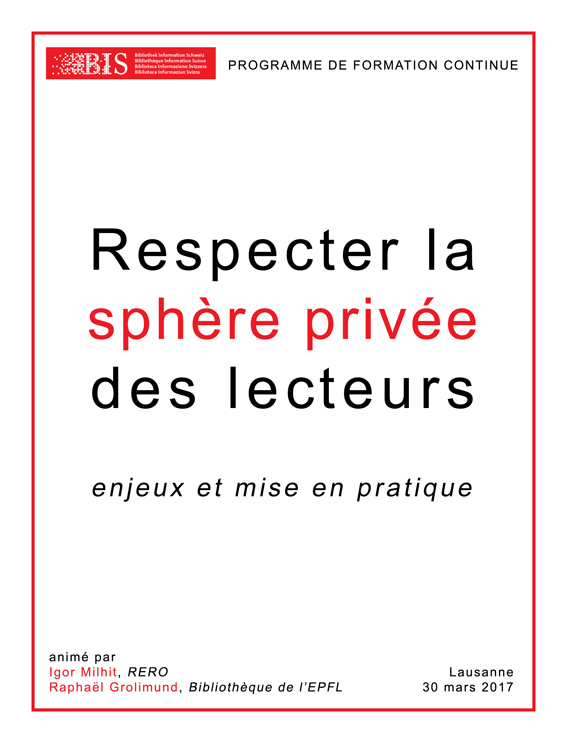 BIS
Bibliothek Information Schweiz
Bibliothèque Information Suisse
Biblioteca Informazione Svizzera
Biblioteca Infurmaziun Svizra
PROGRAMME DE FORMATION CONTINUE
Respecter la
sphère privée
des lecteurs
enjeux et mise en pratique
animé par
Igor Milhit, RERO
Raphaël Grolimund, Bibliothèque de l’EPFL
Lausanne
30 mars 2017